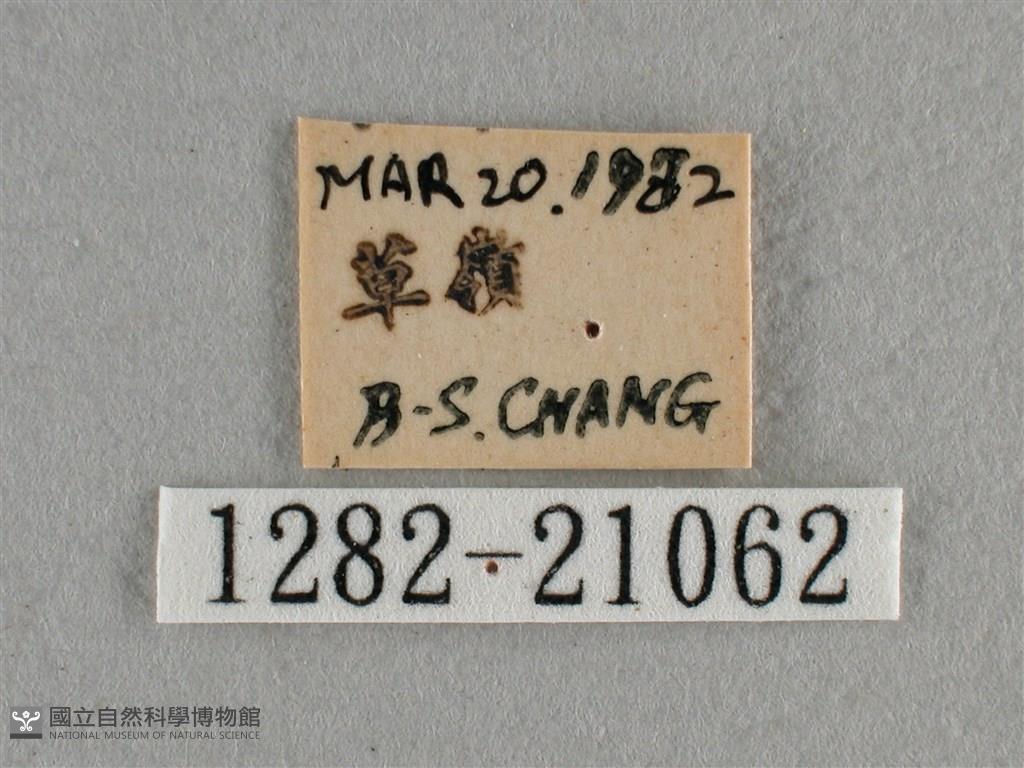 MAR 20.1982
草嶺
B-S.CHANG
1282-21062
國立自然科學博物館
NATIONAL MUSEUM OF NATURAL SCIENCE